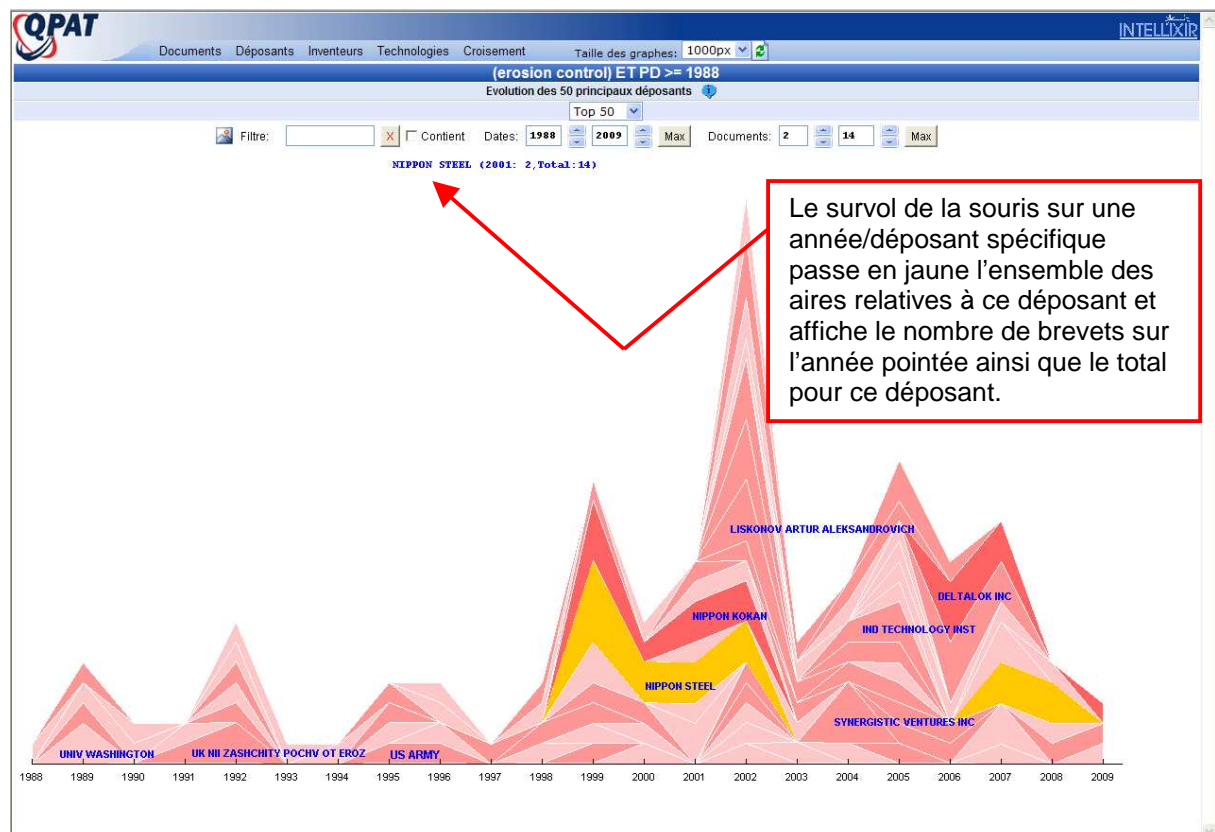 QPAT
INTELLIXIR
Documents Déposants Inventeurs Technologies Croisement Taille des graphes: 1000px
(erosion control) ET PD >= 1988
Evolution des 50 principaux déposants
Top 50
Filtre: X Contient Dates: 1988 2009 Max Documents: 2 14 Max
NIPPON STEEL (2001: 2,Total:14)
Le survol de la souris sur une
année/déposant spécifique
passe en jaune l’ensemble des
aires relatives à ce déposant et
affiche le nombre de brevets sur
l’année pointée ainsi que le total
pour ce déposant.
LISKONOV ARTUR ALEKSANDROVICH
DELTALOK INC
NIPPON KOKAN
IND TECHNOLOGY INST
NIPPON STEEL
SYNERGISTIC VENTURES INC
UNIV WASHINGTON
UK NII ZASHCHITY POCHV OT EROZ
US ARMY
1988 1989 1990 1991 1992 1993 1994 1995 1996 1997 1998 1999 2000 2001 2002 2003 2004 2005 2006 2007 2008 2009